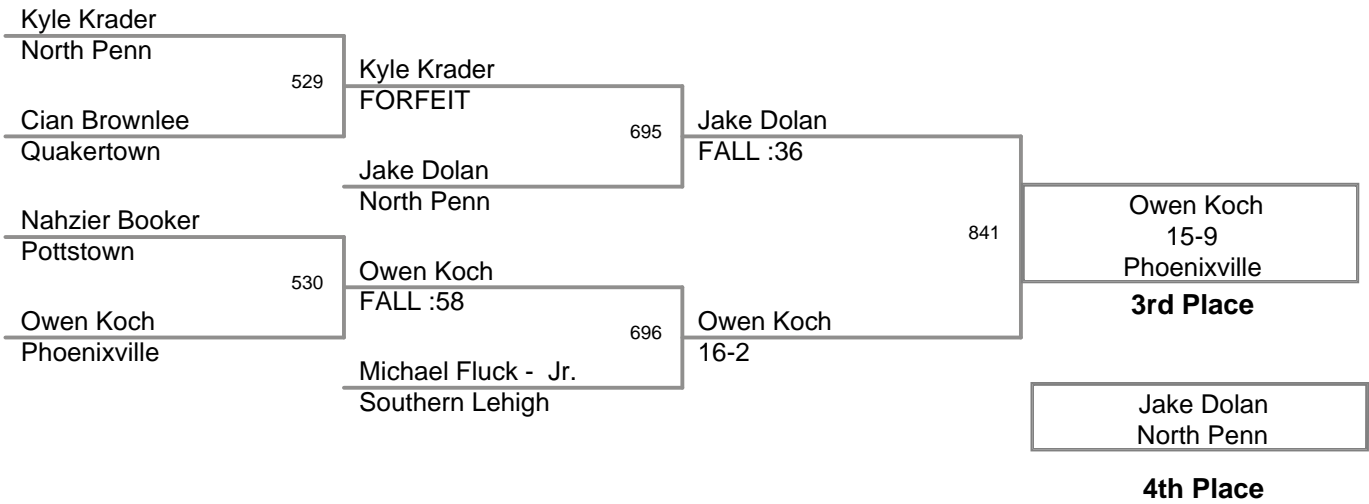 Kyle Krader
North Penn
529
Cian Brownlee
Quakertown
Nahzier Booker
Pottstown
530
Owen Koch
Phoenixville
Kyle Krader
FORFEIT
695
Jake Dolan
North Penn
Owen Koch
FALL :58
696
Michael Fluck - Jr.
Southern Lehigh
Jake Dolan
FALL :36
841
Owen Koch
16-2
Owen Koch
15-9
Phoenixville
3rd Place
Jake Dolan
North Penn
4th Place